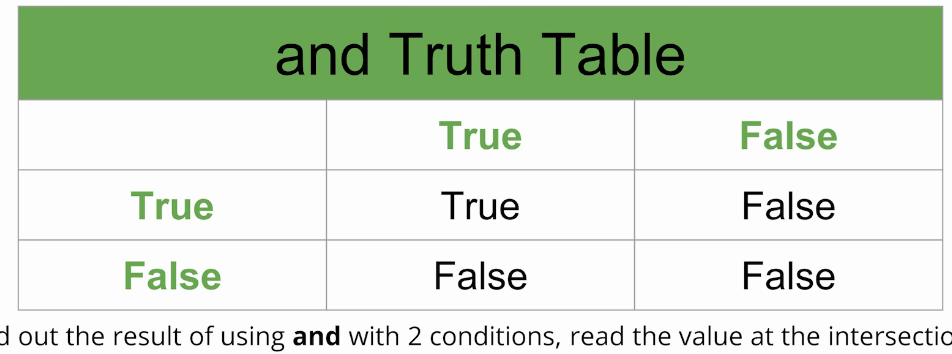 and Truth Table
True False
True True False
False False False
out the result of using and with 2 conditions, read the value at the